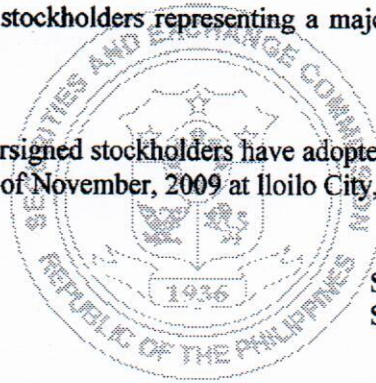 stockholders representing a majo
rsigned stockholders have adopte
of November, 2009 at Iloilo City,
S
S
SECURITIES AND EXCHANGE COMMISSION
1936
REPUBLIC OF THE PHILIPPINES